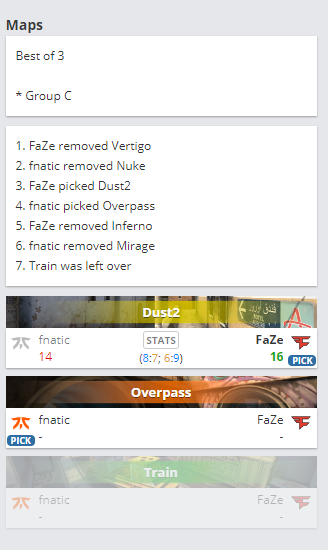 Maps
Best of 3
* Group C
1. FaZe removed Vertigo
2. fnatic removed Nuke
3. FaZe picked Dust2
4. fnatic picked Overpass
5. FaZe removed Inferno
6. fnatic removed Mirage
7. Train was left over
Dust2
fnatic STATS FaZe
14 (8:7; 6:9) 16 PICK
Overpass
fnatic FaZe
PICK - -
Train
fnatic FaZe
- -